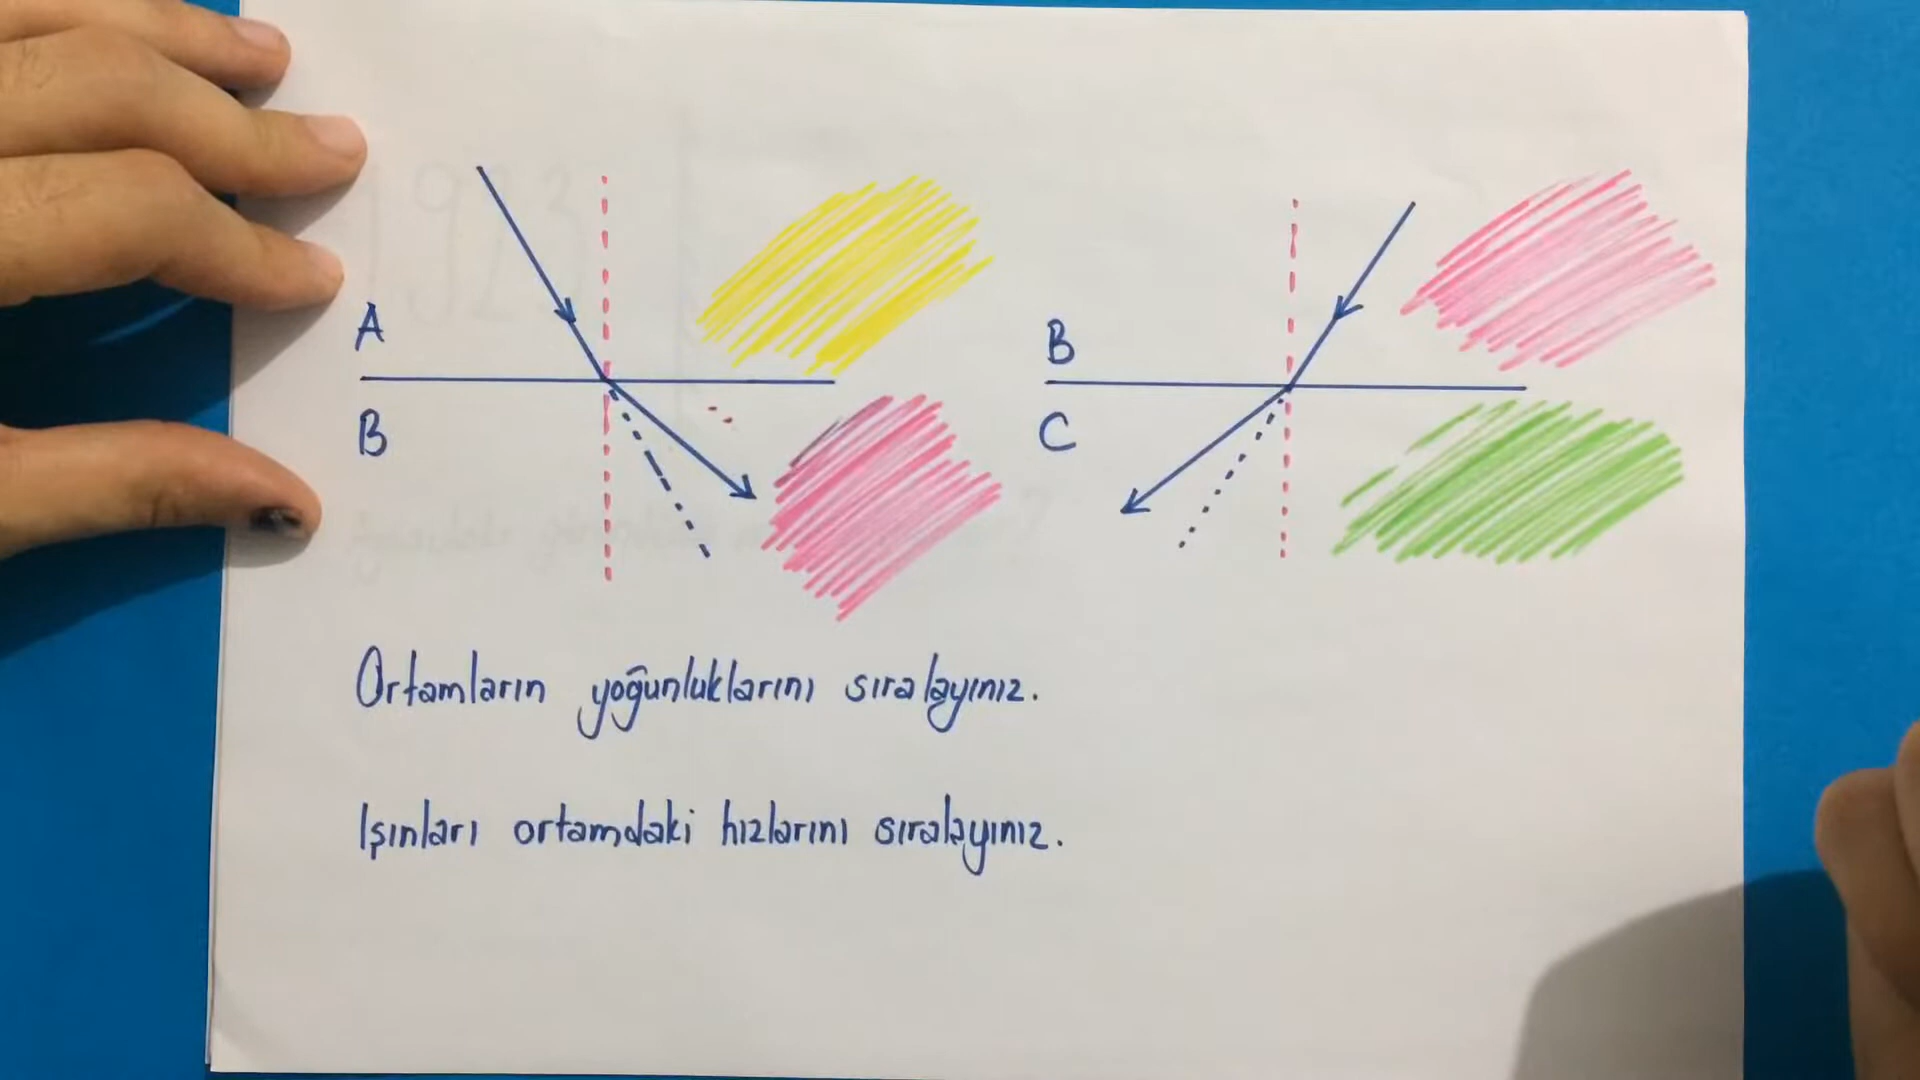 A
B
B
C
Ortamların yoğunluklarını sıralayınız.
Işınları ortamdaki hızlarını sıralayınız.